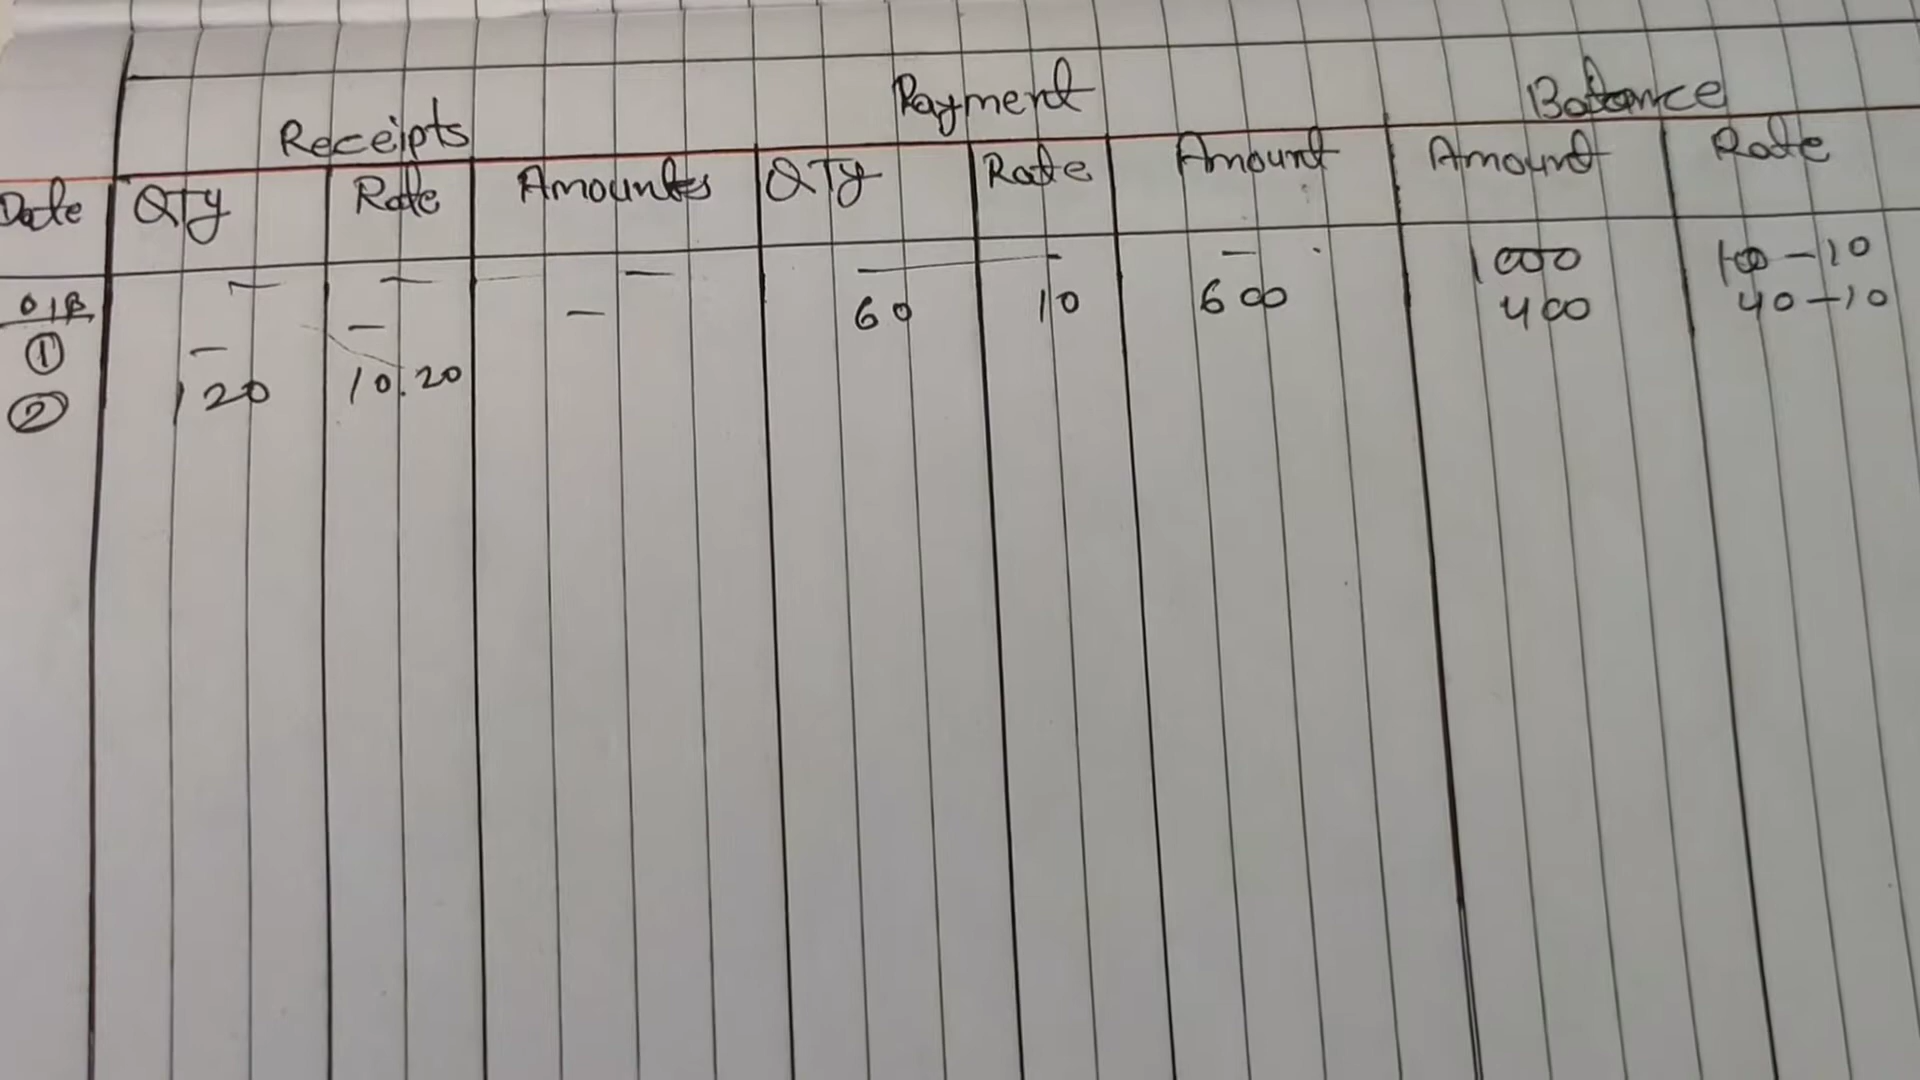 Receipts Payment Balance
Date QTY Rate Amounts QTY Rate Amount Amount Rate
O/B — — — — — — 1000 100-10
① — — — 60 10 600 400 40-10
② 120 10.20